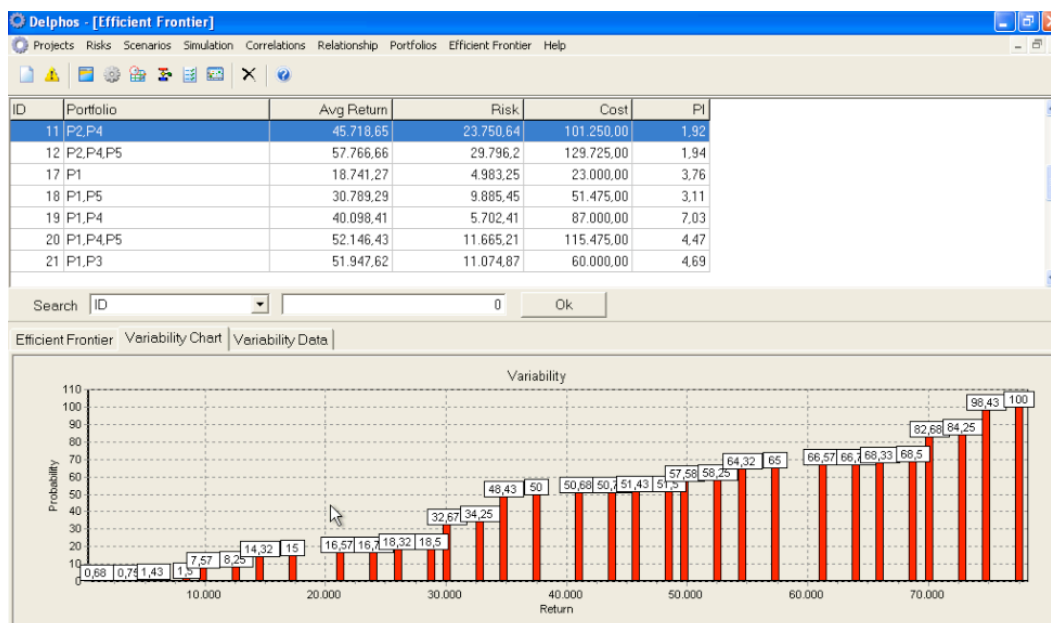 Delphos - [Efficient Frontier]
Projects Risks Scenarios Simulation Correlations Relationship Portfolios Efficient Frontier Help
ID Portfolio Avg Return Risk Cost PI
11 P2,P4 45.718,65 23.750,64 101.250,00 1,92
12 P2,P4,P5 57.766,66 29.796,2 129.725,00 1,94
17 P1 18.741,27 4.983,25 23.000,00 3,76
18 P1,P5 30.789,29 9.885,45 51.475,00 3,11
19 P1,P4 40.098,41 5.702,41 87.000,00 7,03
20 P1,P4,P5 52.146,43 11.665,21 115.475,00 4,47
21 P1,P3 51.947,62 11.074,87 60.000,00 4,69
Search ID 0 Ok
Efficient Frontier Variability Chart Variability Data
Variability
Probability
110
100
90
80
70
60
50
40
30
20
10
0
0,68 0,75 1,43 1,5 7,57 8,25 14,32 15 16,57 16,7 18,32 18,5 32,67 34,25 48,43 50 50,68 50,7 51,43 51,5 57,58 58,25 64,32 65 66,57 66,7 68,33 68,5 82,68 84,25 98,43 100
10.000 20.000 30.000 40.000 50.000 60.000 70.000
Return